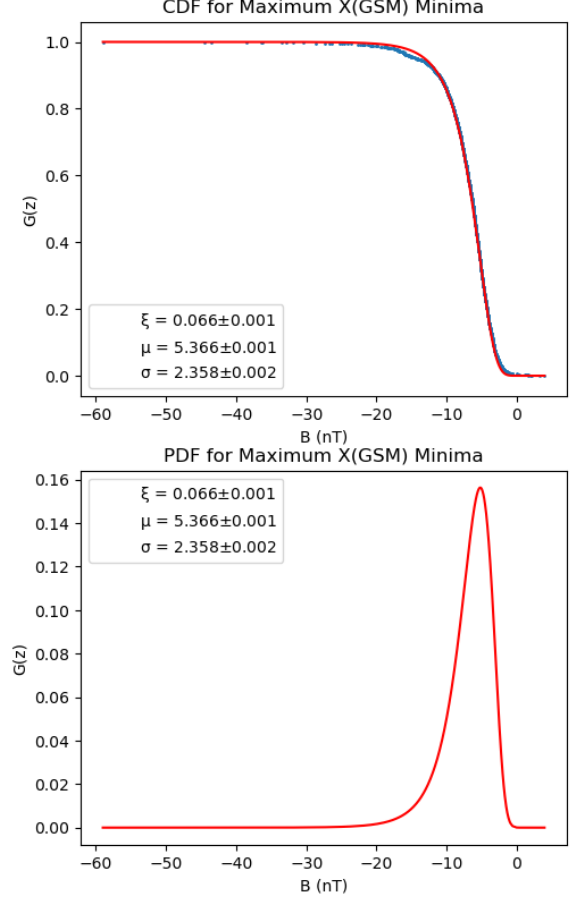 CDF for Maximum X(GSM) Minima
1.0
0.8
0.6
0.4
0.2
0.0
G(z)
ξ = 0.066±0.001
μ = 5.366±0.001
σ = 2.358±0.002
−60 −50 −40 −30 −20 −10 0
B (nT)
PDF for Maximum X(GSM) Minima
0.16
0.14
0.12
0.10
0.08
0.06
0.04
0.02
0.00
G(z)
ξ = 0.066±0.001
μ = 5.366±0.001
σ = 2.358±0.002
−60 −50 −40 −30 −20 −10 0
B (nT)